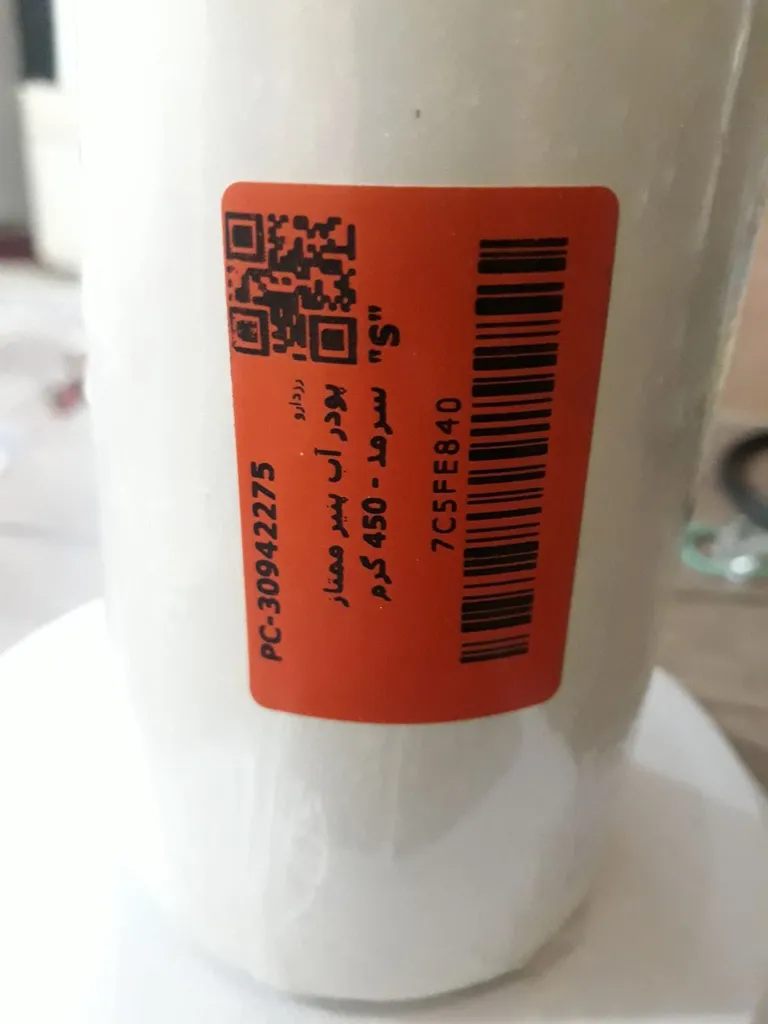 PC-30942275
زردارو
پودر آب پنیر ممتاز
سرمد - 450 گرم "S"
7C5FE840